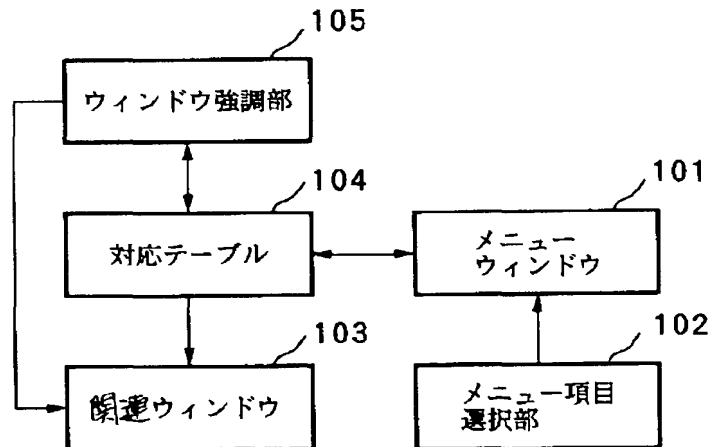 105
ウィンドウ強調部
104
対応テーブル
101
メニュー
ウィンドウ
103
関連ウィンドウ
102
メニュー項目
選択部